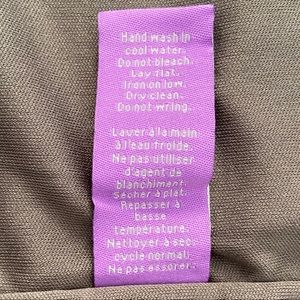 Hand wash in
cool water.
Do not bleach.
Lay flat.
Iron on low.
Dry clean.
Do not wring.
Laver à la main
à l'eau froide.
Ne pas utiliser
d'agent de
blanchiment.
Sécher à plat.
Repasser à
basse
température.
Nettoyer à sec,
cycle normal.
Ne pas essorer.